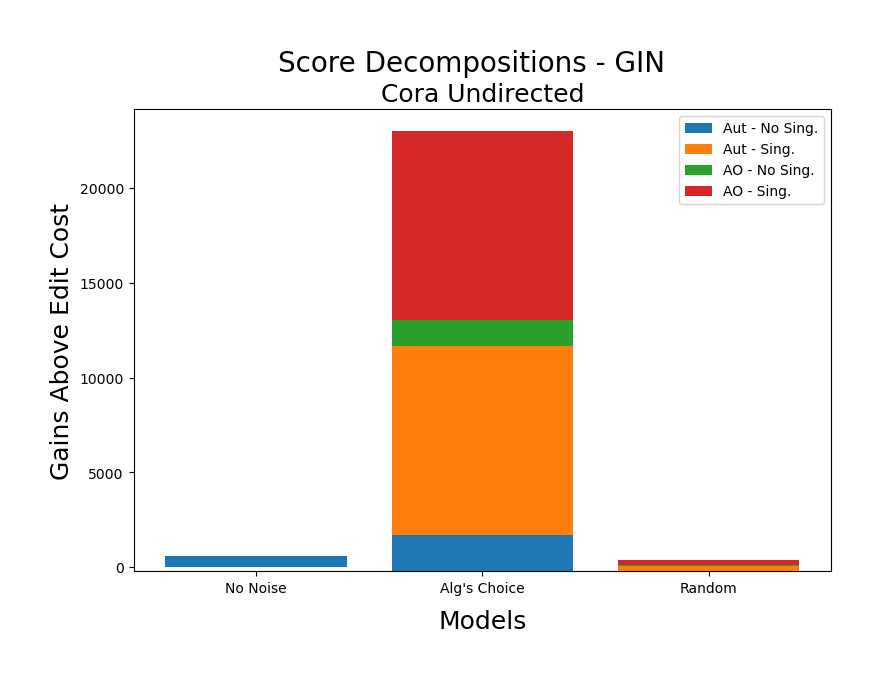 Score Decompositions - GIN
Cora Undirected
Aut - No Sing.
Aut - Sing.
AO - No Sing.
AO - Sing.
Gains Above Edit Cost
20000
15000
10000
5000
0
No Noise
Alg's Choice
Random
Models